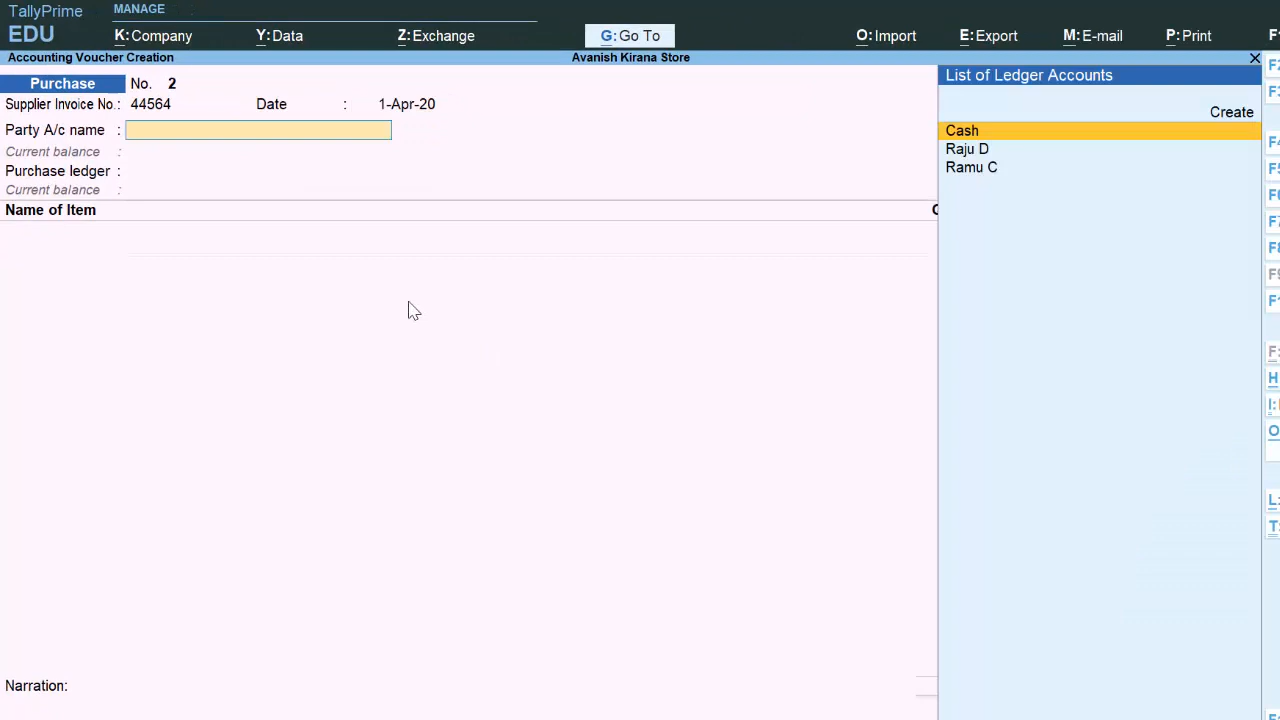 TallyPrime
MANAGE
EDU
K:Company
Y:Data
Z:Exchange
G:Go To
O:Import
E:Export
M:E-mail
P:Print
Accounting Voucher Creation
Avanish Kirana Store
Purchase No. 2
Supplier Invoice No.: 44564 Date : 1-Apr-20
Party A/c name :
Current balance :
Purchase ledger :
Current balance :
Name of Item
List of Ledger Accounts
Create
Cash
Raju D
Ramu C
Narration: